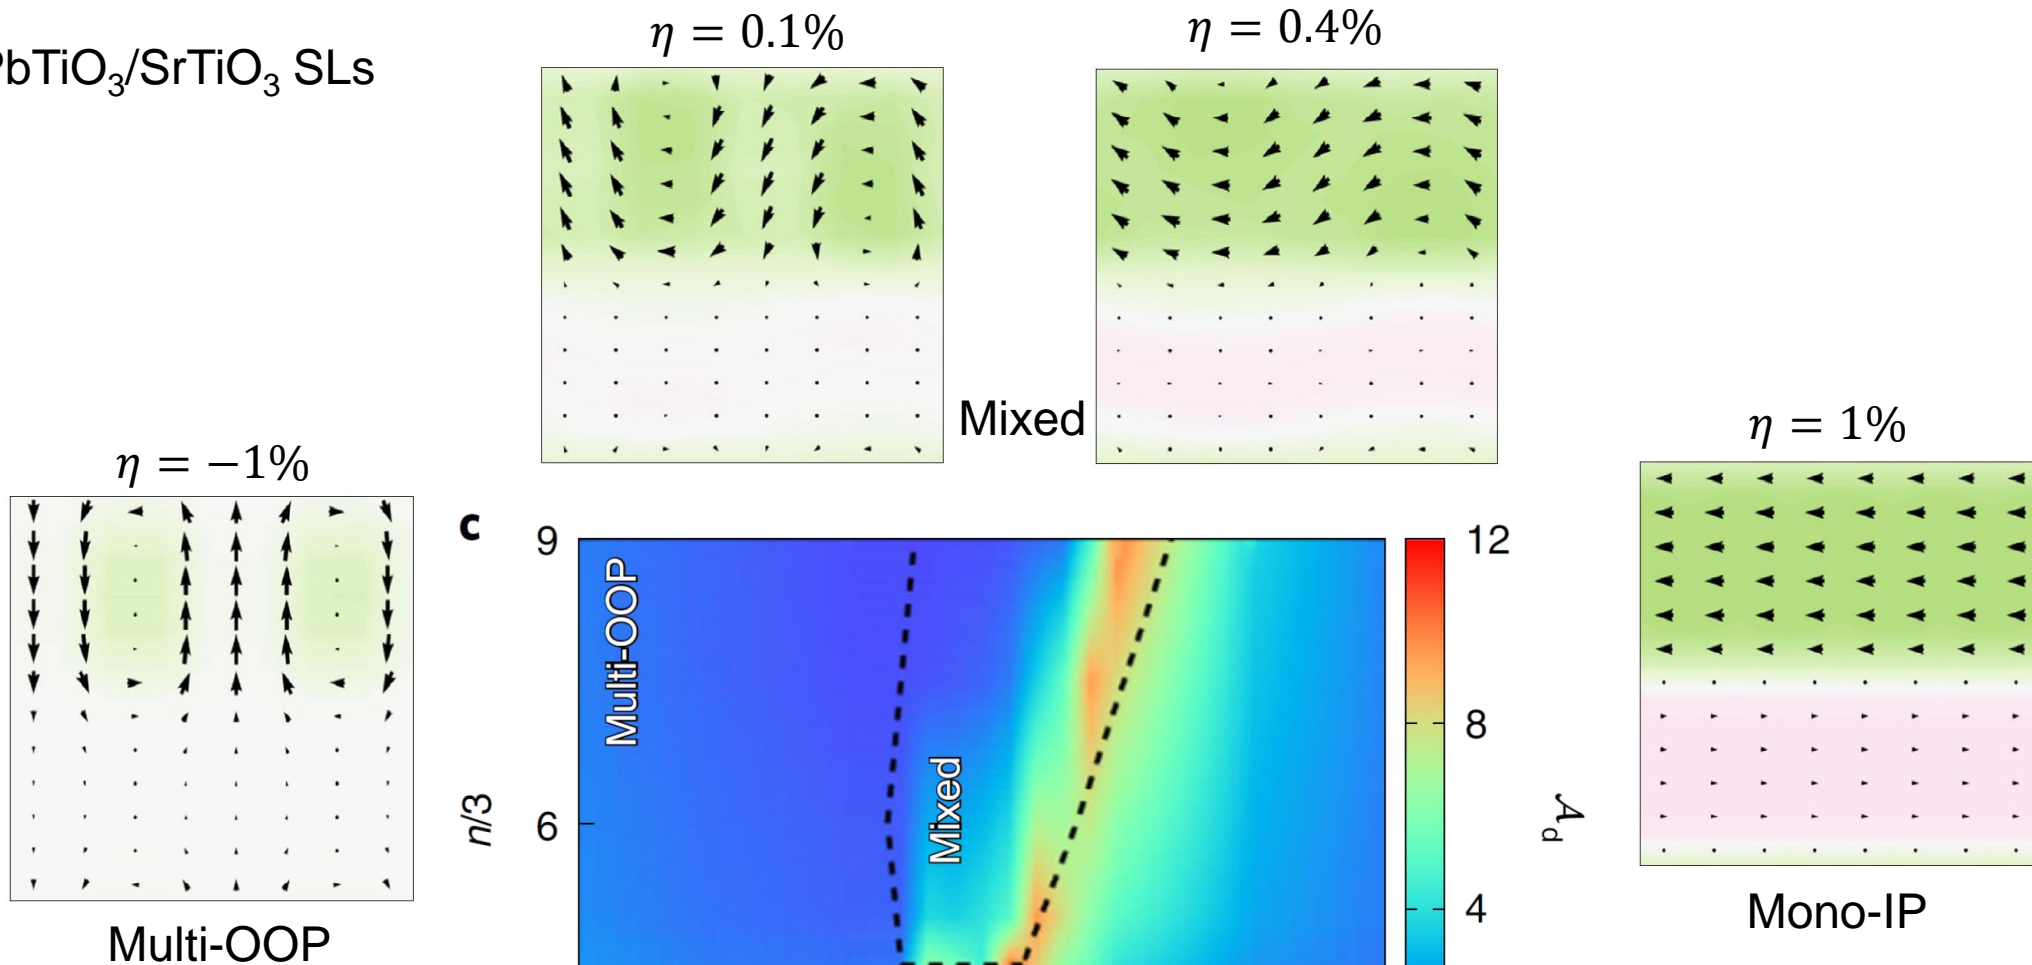 PbTiO₃/SrTiO₃ SLs
η = 0.1%
η = 0.4%
Mixed
η = −1%
Multi-OOP
η = 1%
Mono-IP
c
9
6
n/3
Multi-OOP
Mixed
12
8
4
𝒜d